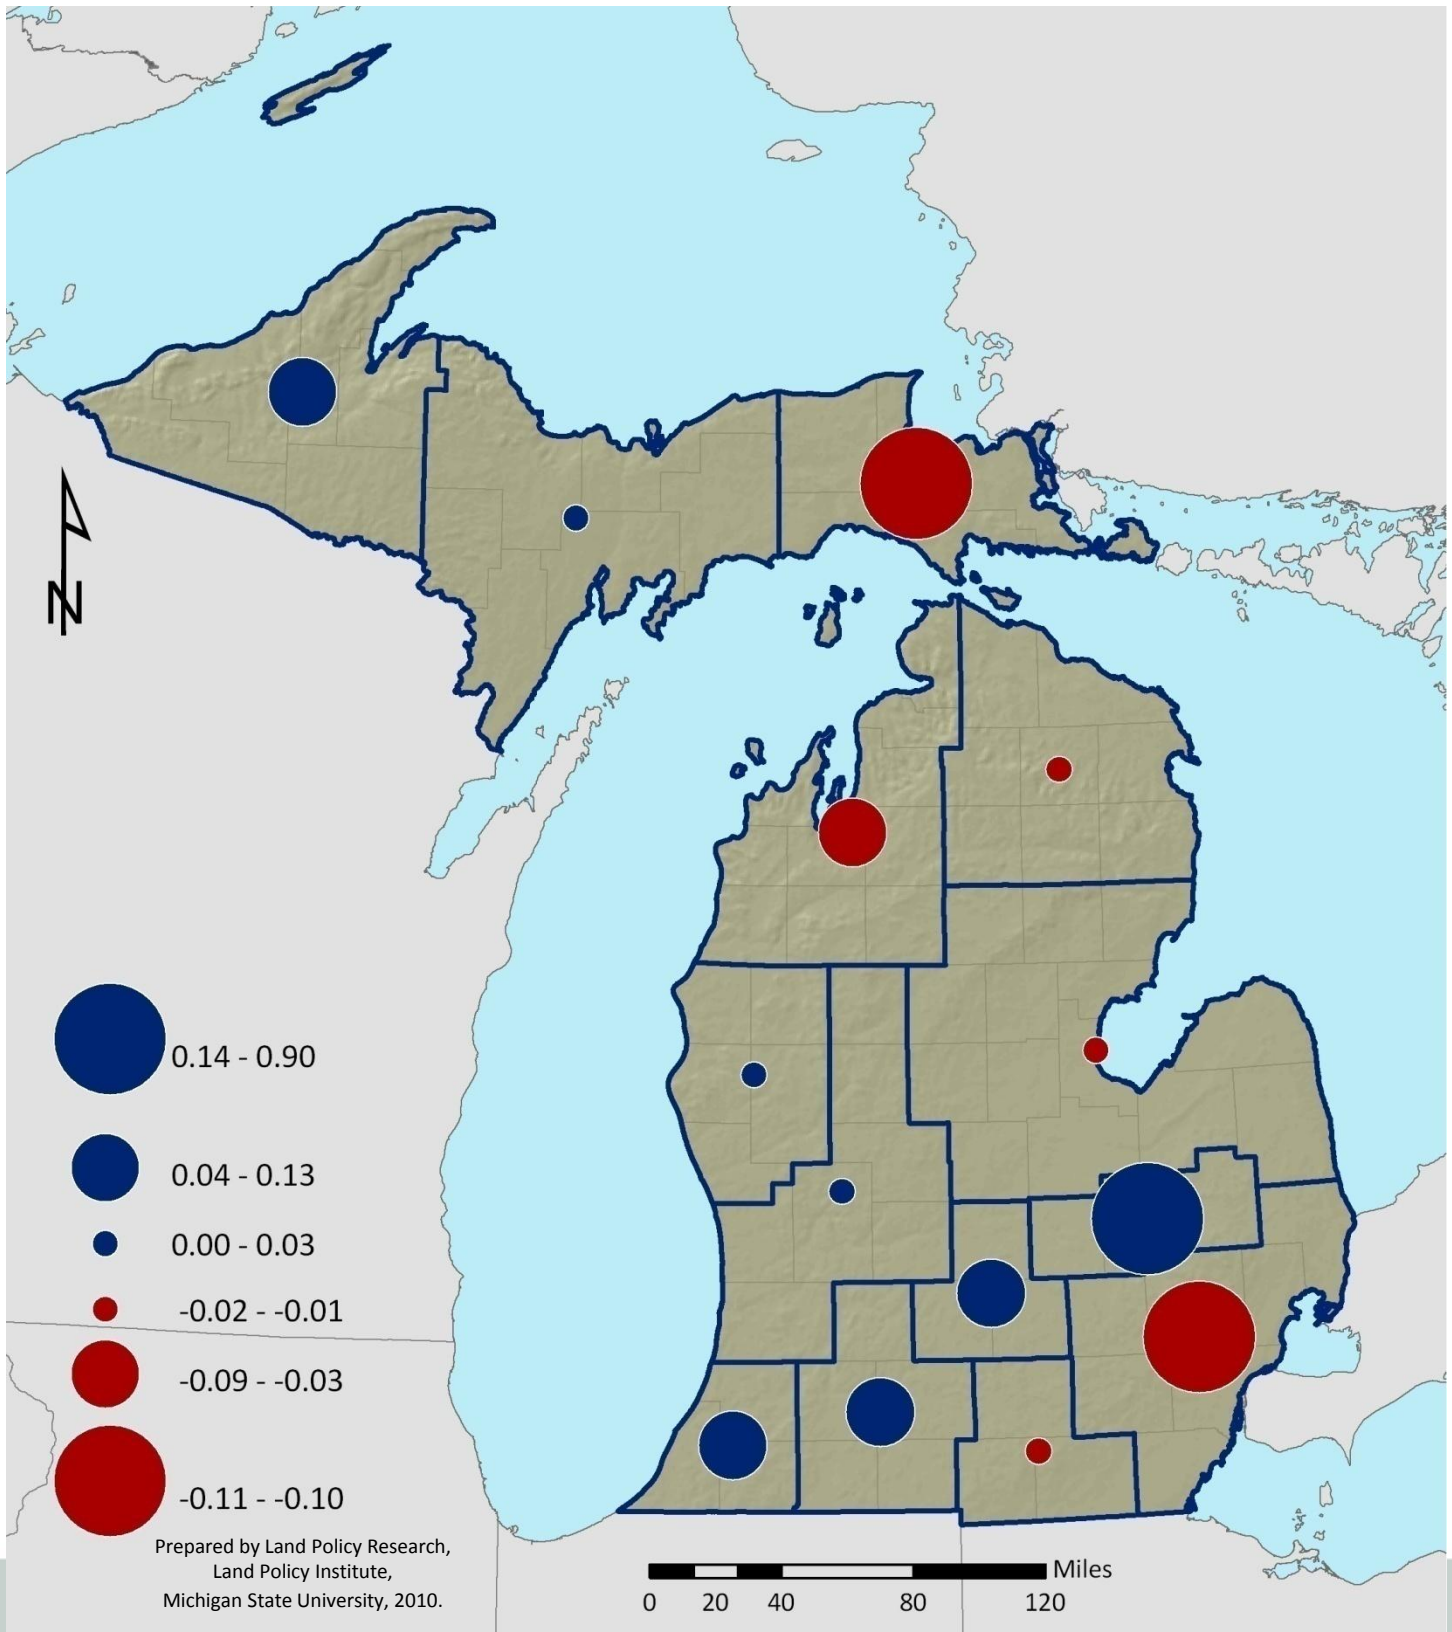 N
0.14 - 0.90
0.04 - 0.13
0.00 - 0.03
-0.02 - -0.01
-0.09 - -0.03
-0.11 - -0.10
Prepared by Land Policy Research,
Land Policy Institute,
Michigan State University, 2010.
Miles
0 20 40 80 120